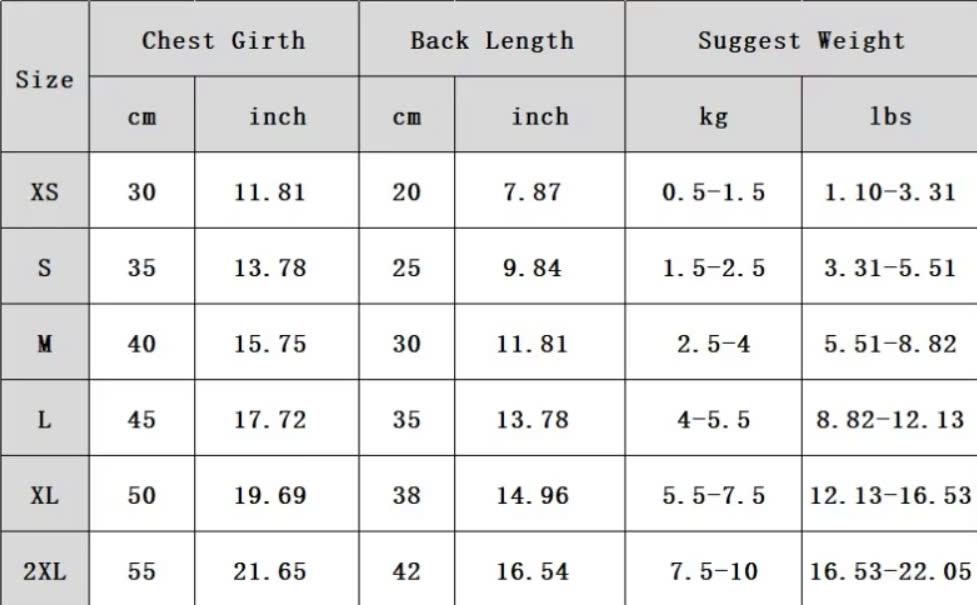 Size Chest Girth Back Length Suggest Weight
cm inch cm inch kg lbs
XS 30 11.81 20 7.87 0.5-1.5 1.10-3.31
S 35 13.78 25 9.84 1.5-2.5 3.31-5.51
M 40 15.75 30 11.81 2.5-4 5.51-8.82
L 45 17.72 35 13.78 4-5.5 8.82-12.13
XL 50 19.69 38 14.96 5.5-7.5 12.13-16.53
2XL 55 21.65 42 16.54 7.5-10 16.53-22.05